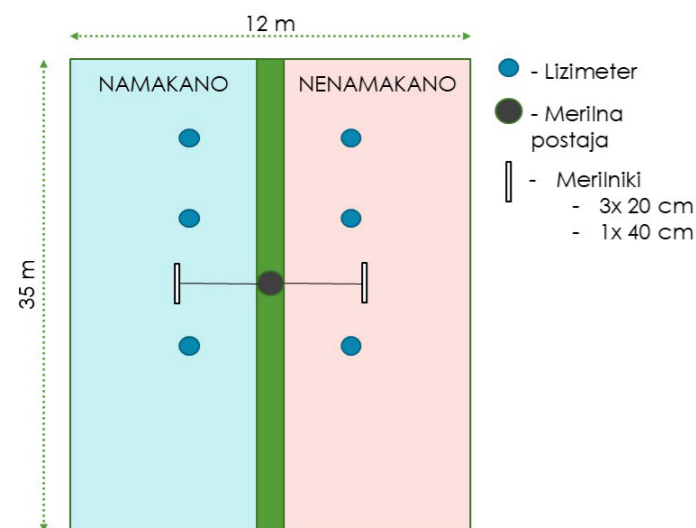 12 m
NAMAKANO
NENAMAKANO
35 m
- Lizimeter
- Merilna
postaja
- Merilniki
- 3x 20 cm
- 1x 40 cm